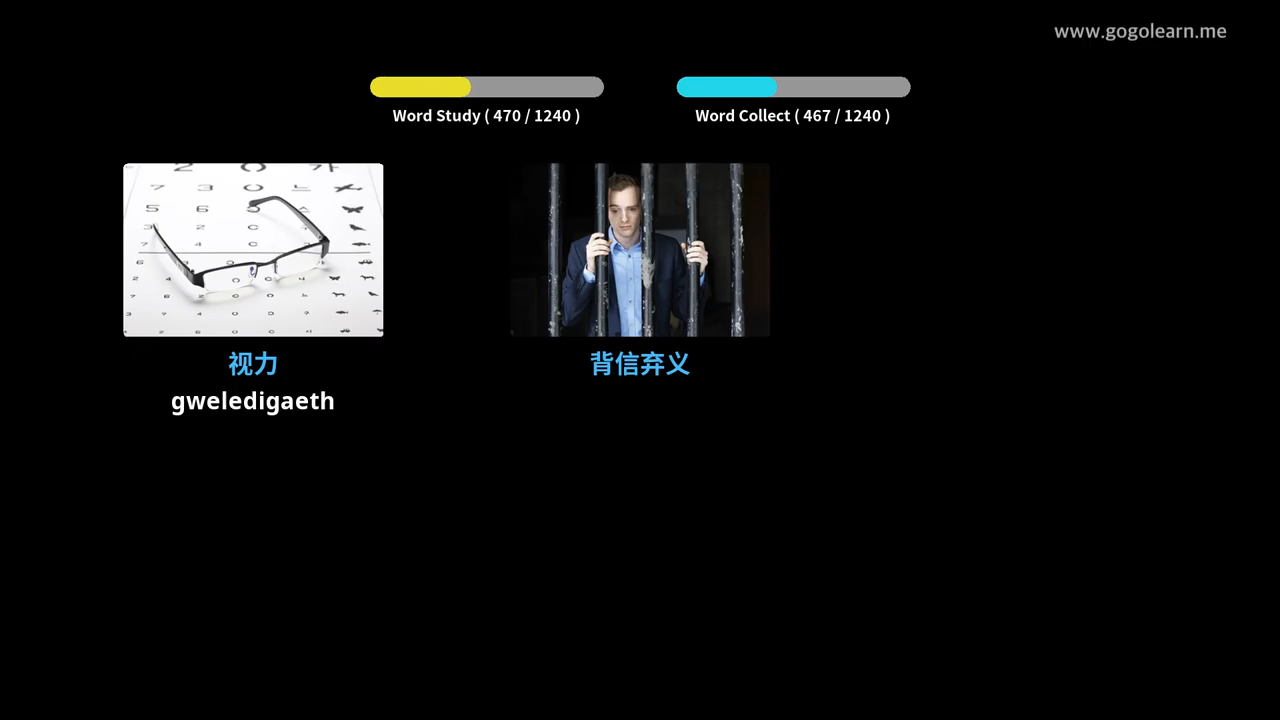 www.gogolearn.me
Word Study ( 470 / 1240 )
Word Collect ( 467 / 1240 )
视力
gweledigaeth
背信弃义